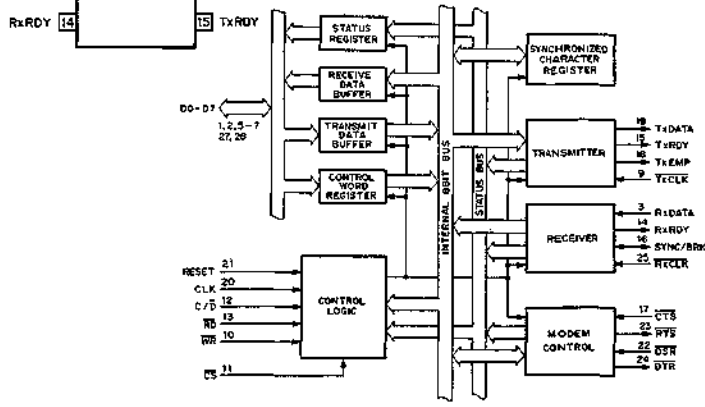 RxRDY 14
15 TxRDY
STATUS
REGISTER
RECEIVE
DATA
BUFFER
D0-D7
1,2,5-7
27,28
TRANSMIT
DATA
BUFFER
CONTROL
WORD
REGISTER
INTERNAL 8BIT BUS
STATUS BUS
SYNCHRONIZED
CHARACTER
REGISTER
TRANSMITTER
19 TxDATA
15 TxRDY
18 TxEMP
9 TxCLK
RECEIVER
3 RxDATA
14 RxRDY
16 SYNC/BRK
25 RxCLK
RESET 21
CLK 20
C/D 12
RD 13
WR 10
CS 11
CONTROL
LOGIC
MODEM
CONTROL
17 CTS
23 RTS
22 DSR
24 DTR